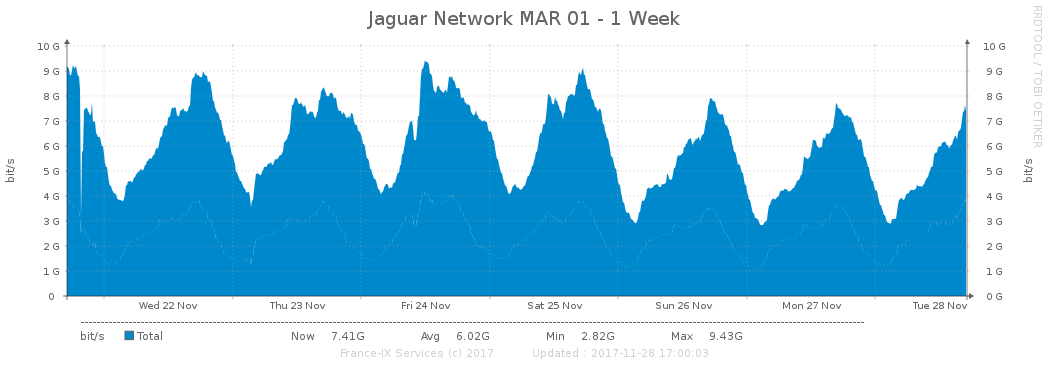 Jaguar Network MAR 01 - 1 Week
RRDTOOL / TOBI OETIKER
bit/s
10 G 10 G
9 G 9 G
8 G 8 G
7 G 7 G
6 G 6 G
5 G 5 G
4 G 4 G
3 G 3 G
2 G 2 G
1 G 1 G
0 0 G
bit/s
Wed 22 Nov Thu 23 Nov Fri 24 Nov Sat 25 Nov Sun 26 Nov Mon 27 Nov Tue 28 Nov
bit/s Total Now 7.41G Avg 6.02G Min 2.82G Max 9.43G
France-IX Services (c) 2017 Updated : 2017-11-28 17:00:03